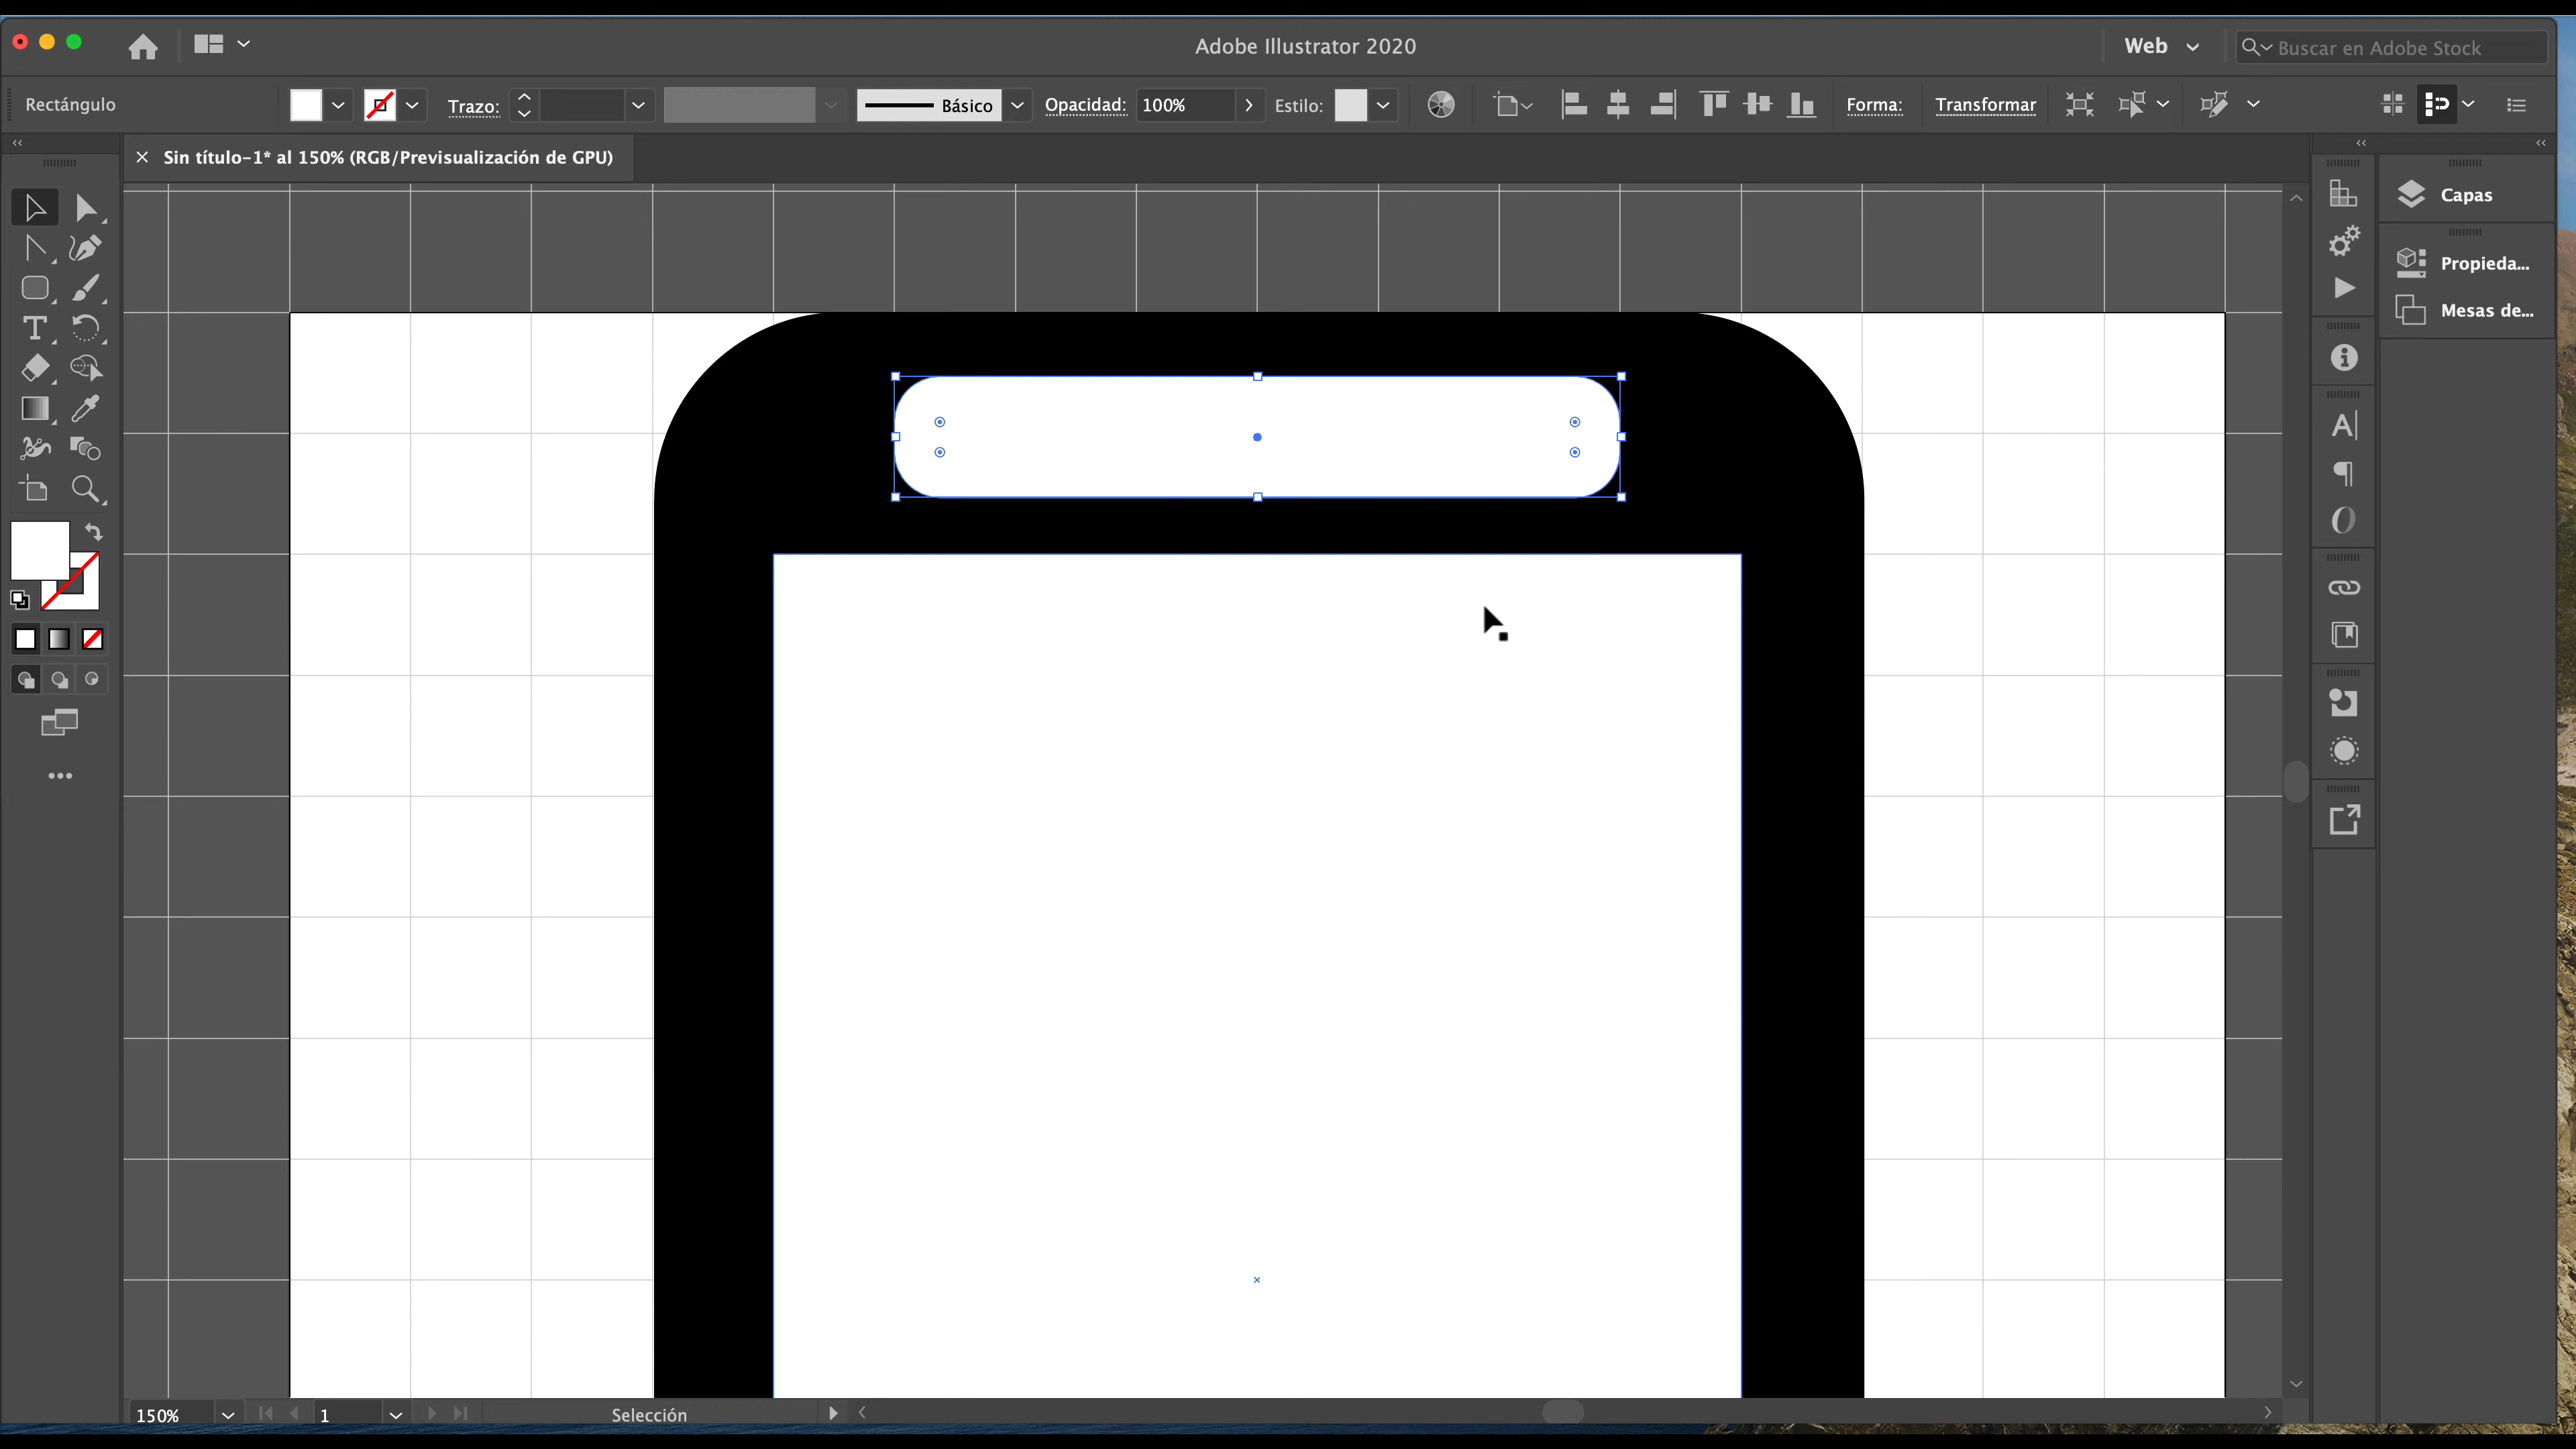 Adobe Illustrator 2020
Web
Buscar en Adobe Stock
Rectángulo
Trazo:
Básico
Opacidad:
100%
Estilo:
Forma:
Transformar
Sin título-1* al 150% (RGB/Previsualización de GPU)
Capas
Propieda...
Mesas de...
150%
1
Selección